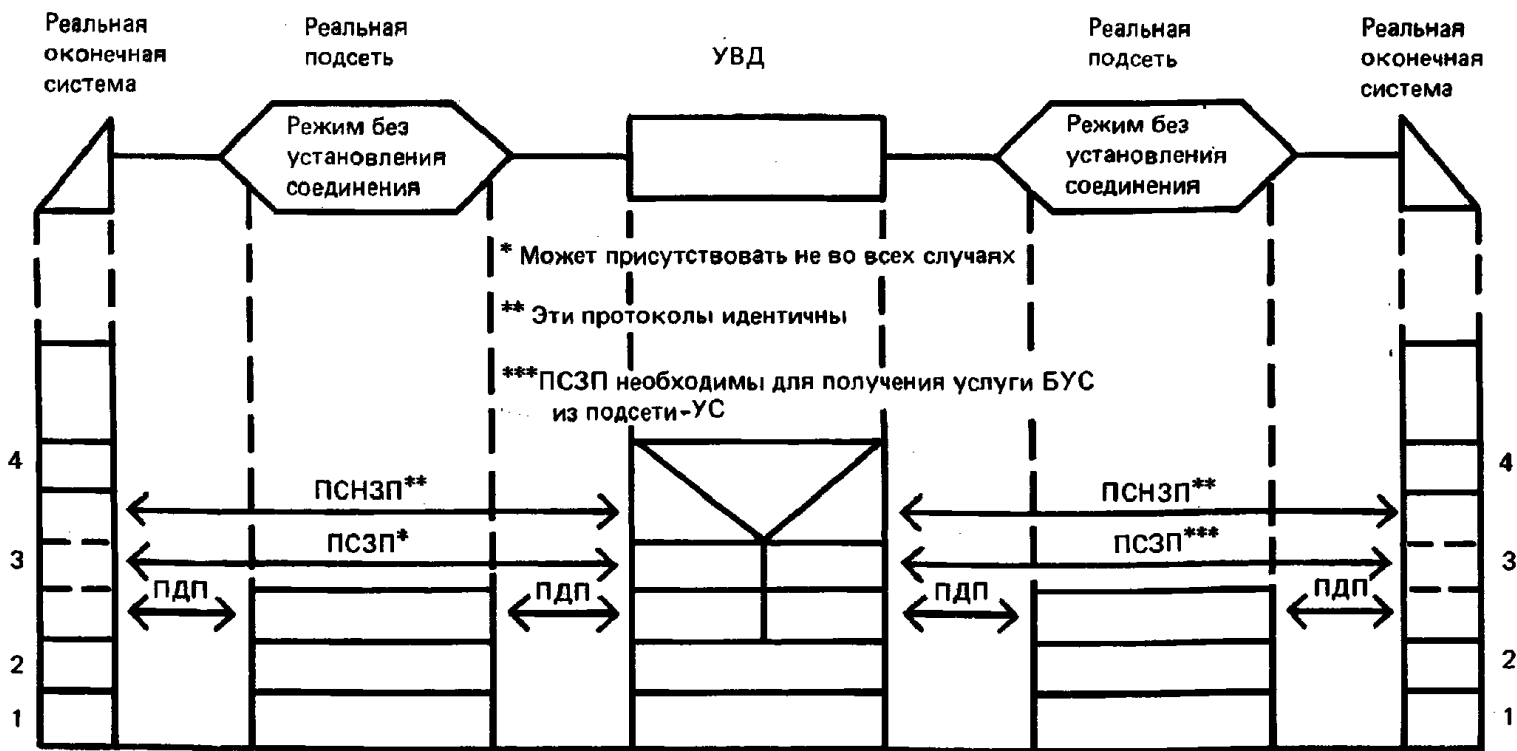 Реальная
оконечная
система
Реальная
подсеть
УВД
Реальная
подсеть
Реальная
оконечная
система
Режим без
установления
соединения
Режим без
установления
соединения
* Может присутствовать не во всех случаях
** Эти протоколы идентичны
***ПСЗП необходимы для получения услуги БУС
из подсети-УС
4
ПСНЗП**
ПСНЗП**
4
3
ПСЗП*
ПСЗП***
3
ПДП
ПДП
ПДП
ПДП
2
2
1
1